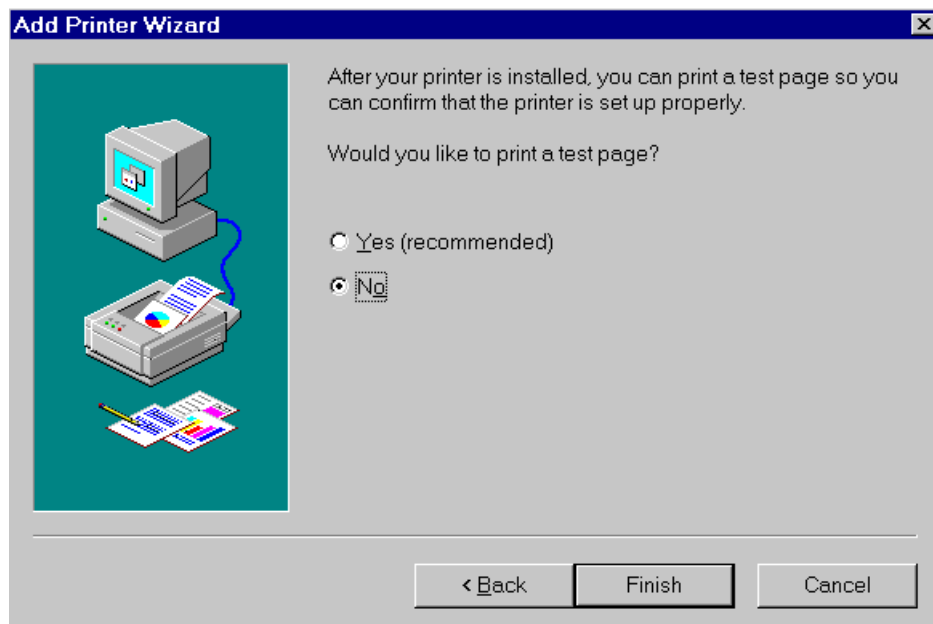 Add Printer Wizard
After your printer is installed, you can print a test page so you
can confirm that the printer is set up properly.
Would you like to print a test page?
Yes (recommended)
No
< Back
Finish
Cancel